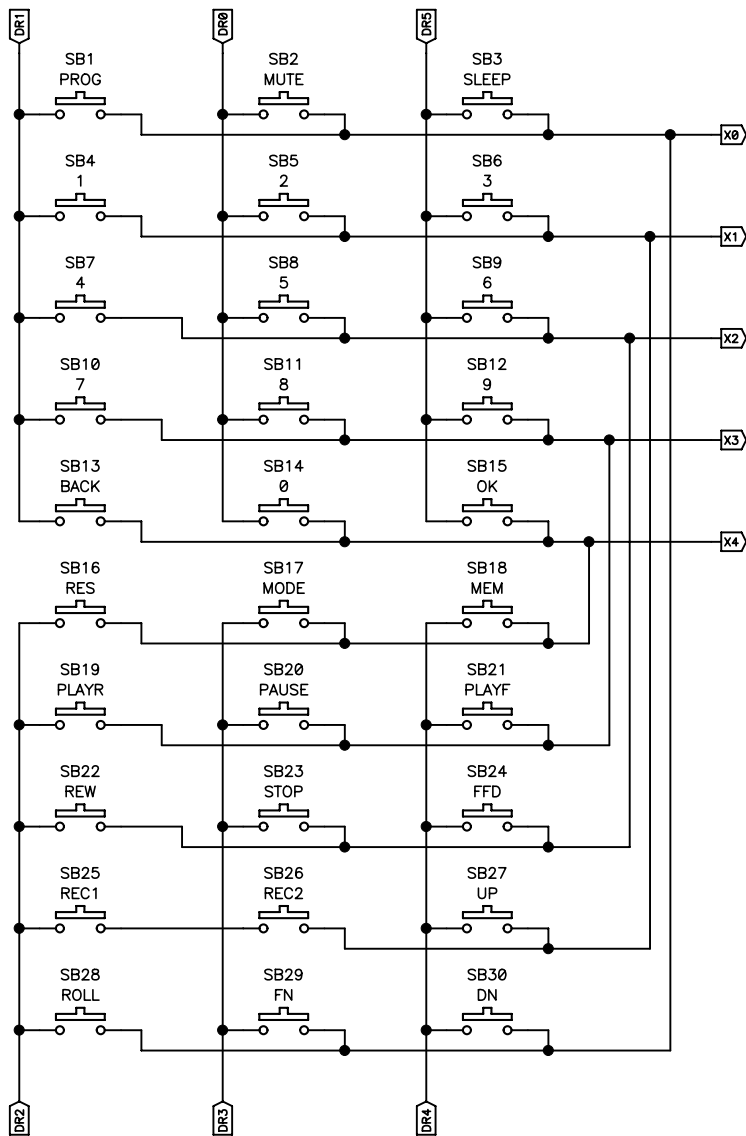 DR1 DR0 DR5
SB1 SB2 SB3
PROG MUTE SLEEP
X0
SB4 SB5 SB6
1 2 3
X1
SB7 SB8 SB9
4 5 6
X2
SB10 SB11 SB12
7 8 9
X3
SB13 SB14 SB15
BACK 0 OK
X4
SB16 SB17 SB18
RES MODE MEM
SB19 SB20 SB21
PLAYR PAUSE PLAYF
SB22 SB23 SB24
REW STOP FFD
SB25 SB26 SB27
REC1 REC2 UP
SB28 SB29 SB30
ROLL FN DN
DR2 DR3 DR4